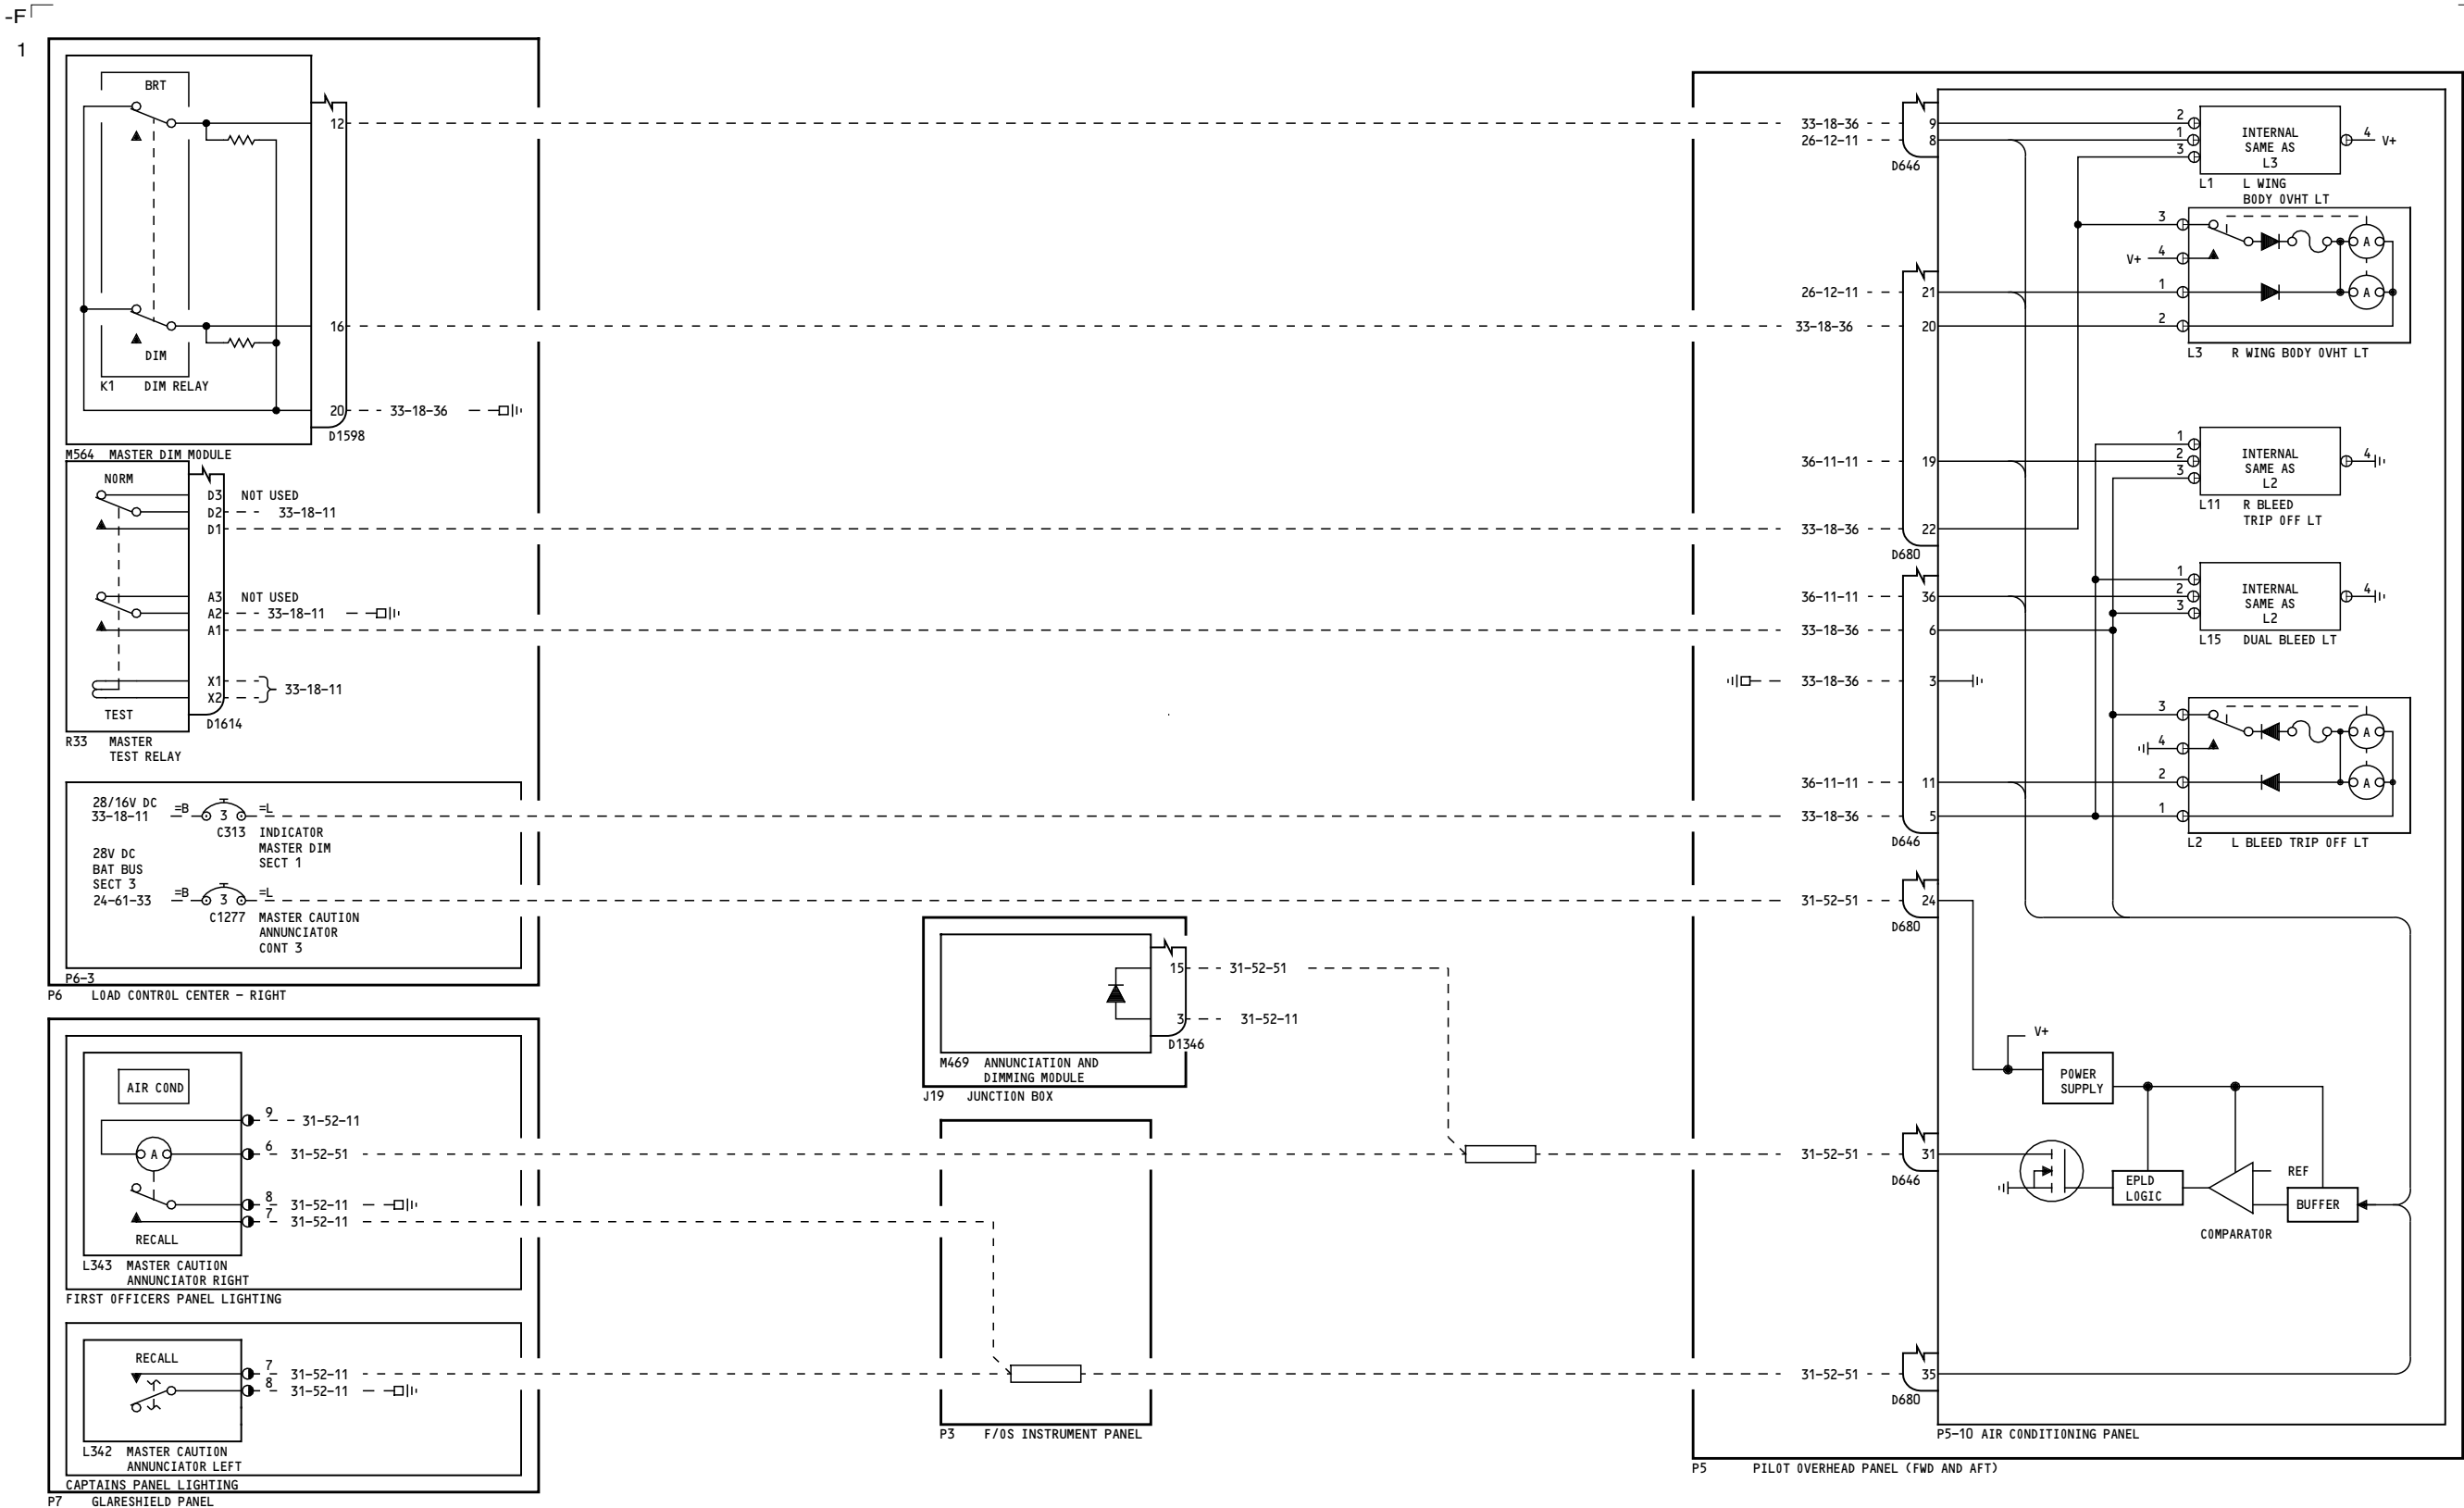 -F
1
BRT
DIM
K1 DIM RELAY
12
16
20 33-18-36
D1598
M564 MASTER DIM MODULE
NORM
D3 NOT USED
D2 33-18-11
D1
A3 NOT USED
A2 33-18-11
A1
X1
X2
33-18-11
TEST
D1614
R33 MASTER
TEST RELAY
28/16V DC
33-18-11
=B 3 =L
C313 INDICATOR
MASTER DIM
SECT 1
28V DC
BAT BUS
SECT 3
24-61-33
=B 3 =L
C1277 MASTER CAUTION
ANNUNCIATOR
CONT 3
P6-3
P6 LOAD CONTROL CENTER - RIGHT
AIR COND
9 31-52-11
A 6 31-52-51
8 31-52-11
7 31-52-11
RECALL
L343 MASTER CAUTION
ANNUNCIATOR RIGHT
FIRST OFFICERS PANEL LIGHTING
RECALL
7 31-52-11
8 31-52-11
L342 MASTER CAUTION
ANNUNCIATOR LEFT
CAPTAINS PANEL LIGHTING
P7 GLARESHIELD PANEL
15 31-52-51
3 31-52-11
D1346
M469 ANNUNCIATION AND
DIMMING MODULE
J19 JUNCTION BOX
P3 F/OS INSTRUMENT PANEL
33-18-36 9
26-12-11 8
D646
26-12-11 21
33-18-36 20
36-11-11 19
33-18-36 22
D680
36-11-11 36
33-18-36 6
33-18-36 3
36-11-11 11
33-18-36 5
D646
31-52-51 24
D680
31-52-51 31
D646
31-52-51 35
D680
2
1
3
INTERNAL
SAME AS
L3
4 V+
L1 L WING
BODY OVHT LT
3
V+ 4
1
2
A
A
L3 R WING BODY OVHT LT
1
2
3
INTERNAL
SAME AS
L2
4
L11 R BLEED
TRIP OFF LT
1
2
3
INTERNAL
SAME AS
L2
4
L15 DUAL BLEED LT
3
4
2
1
A
A
L2 L BLEED TRIP OFF LT
V+
POWER
SUPPLY
EPLD
LOGIC
REF
BUFFER
COMPARATOR
P5-10 AIR CONDITIONING PANEL
P5 PILOT OVERHEAD PANEL (FWD AND AFT)